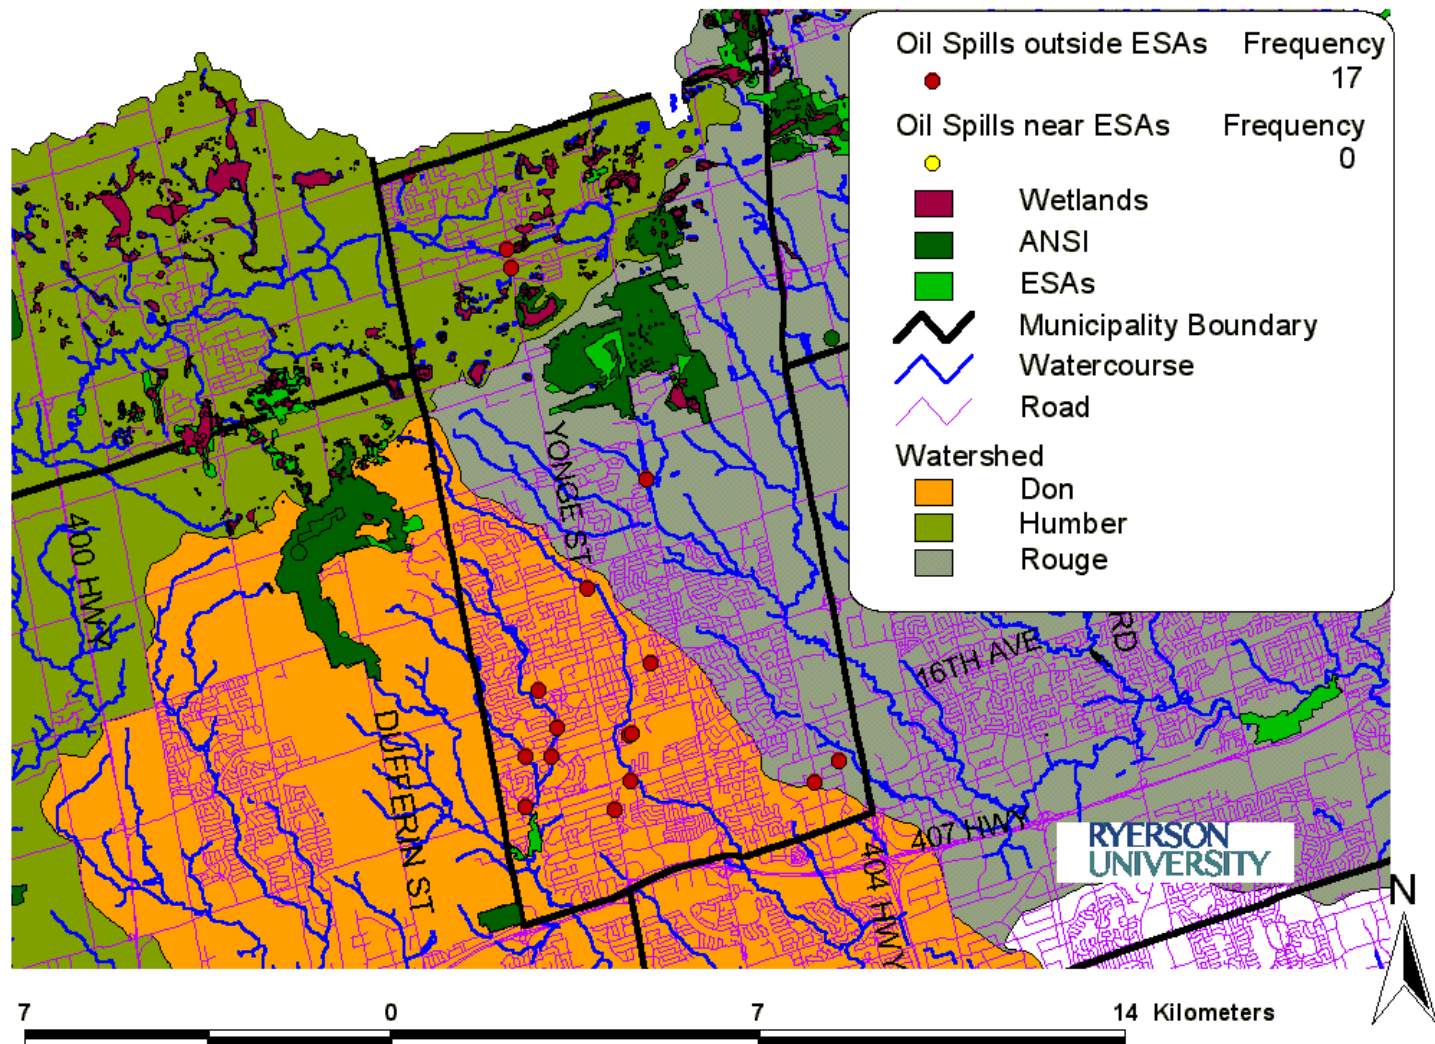 Oil Spills outside ESAs Frequency
17
Oil Spills near ESAs Frequency
0
Wetlands
ANSI
ESAs
Municipality Boundary
Watercourse
Road
Watershed
Don
Humber
Rouge
YONGE ST
400 HWY
DUFFERIN ST
16TH AVE
RD
407 HWY
404 HWY
RYERSON
UNIVERSITY
N
7 0 7 14 Kilometers